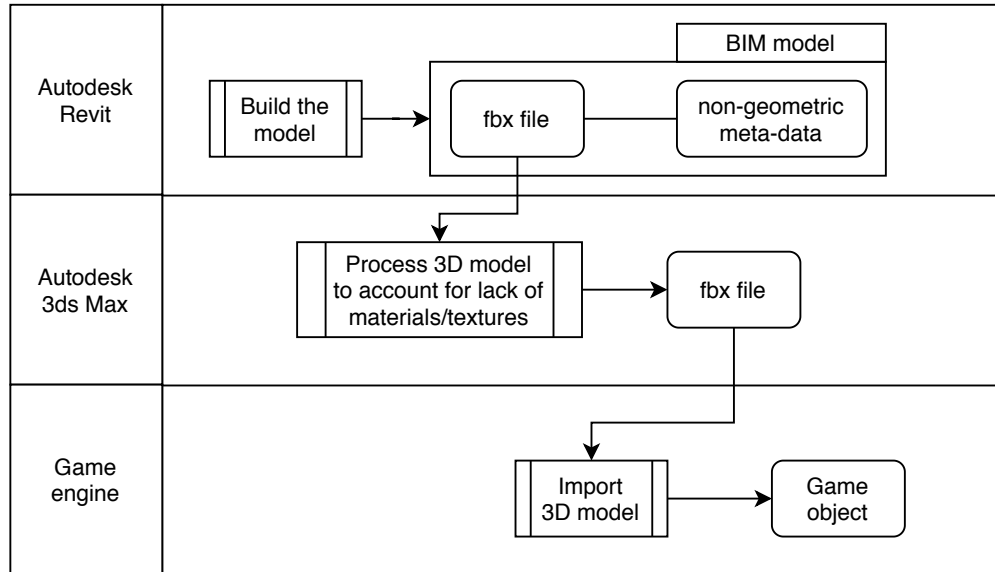 Autodesk
Revit
BIM model
Build the
model
fbx file
non-geometric
meta-data
Autodesk
3ds Max
Process 3D model
to account for lack of
materials/textures
fbx file
Game
engine
Import
3D model
Game
object